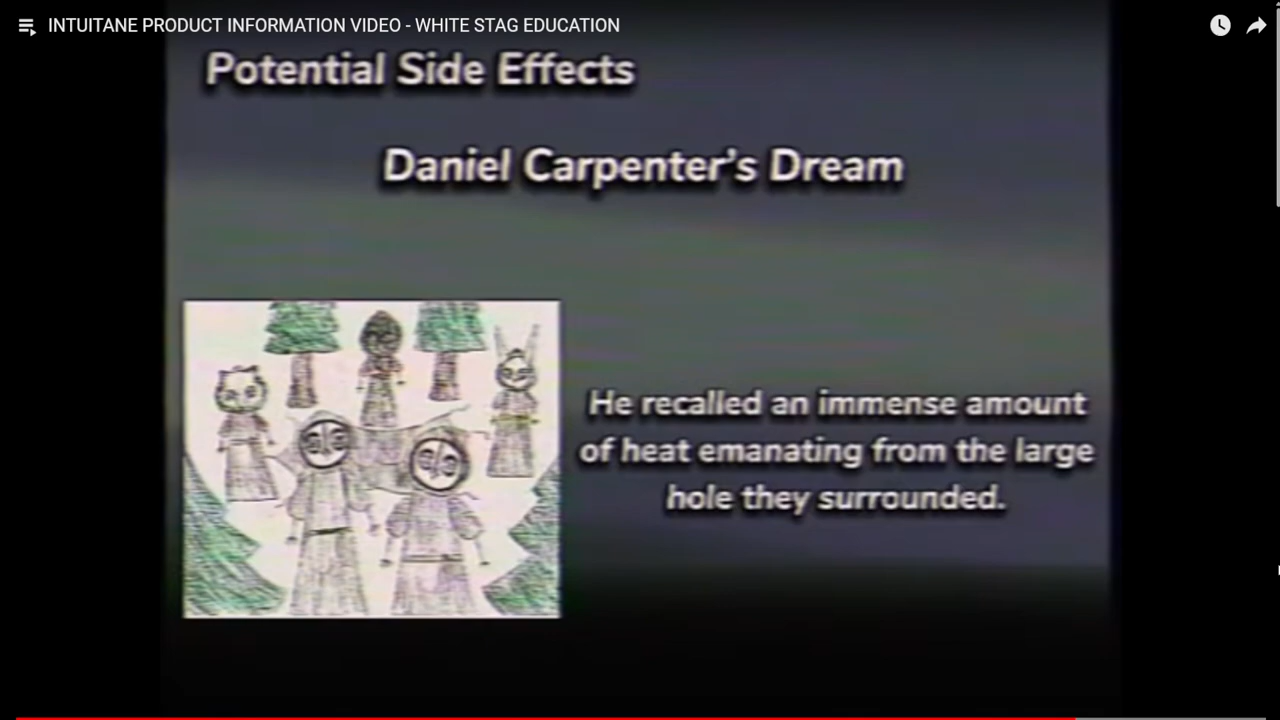 INTUITANE PRODUCT INFORMATION VIDEO - WHITE STAG EDUCATION
Potential Side Effects
Daniel Carpenter's Dream
He recalled an immense amount
of heat emanating from the large
hole they surrounded.